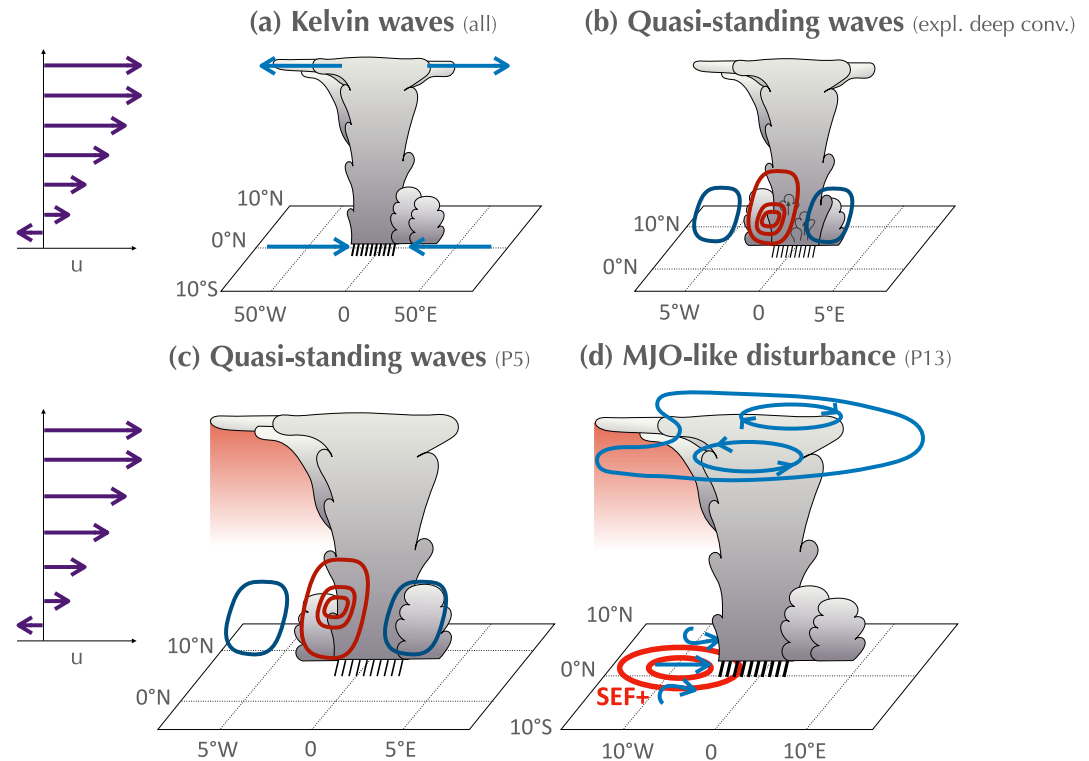 (a) Kelvin waves (all)
10°N
0°N
10°S
50°W 0 50°E
u
(b) Quasi-standing waves (expl. deep conv.)
10°N
0°N
5°W 0 5°E
(c) Quasi-standing waves (P5)
10°N
0°N
5°W 0 5°E
u
(d) MJO-like disturbance (P13)
10°N
0°N
SEF+
10°S
10°W 0 10°E